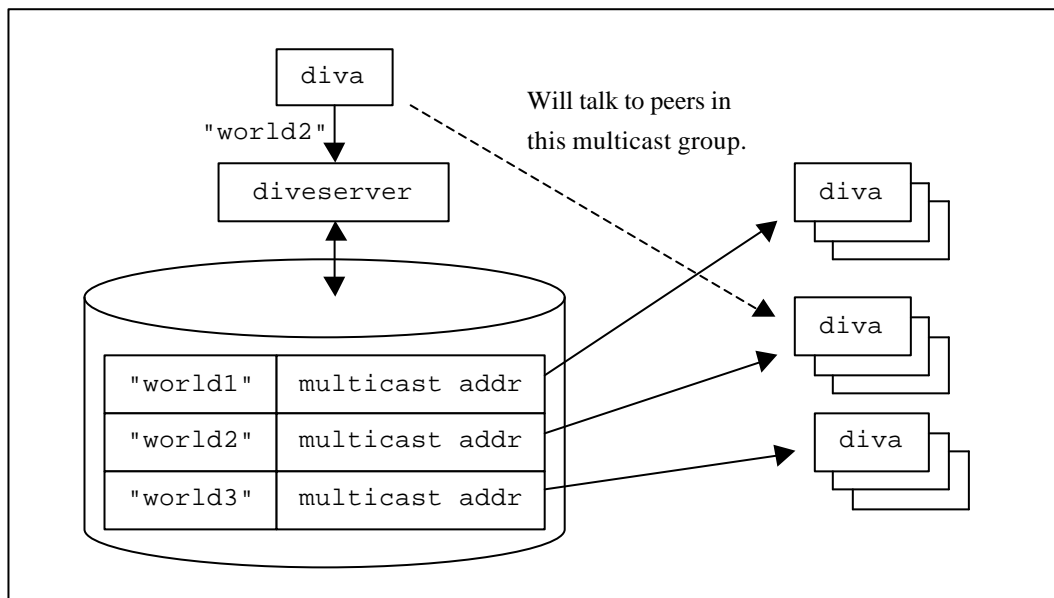 diva
"world2"
Will talk to peers in
this multicast group.
diveserver
diva
diva
diva
"world1" multicast addr
"world2" multicast addr
"world3" multicast addr